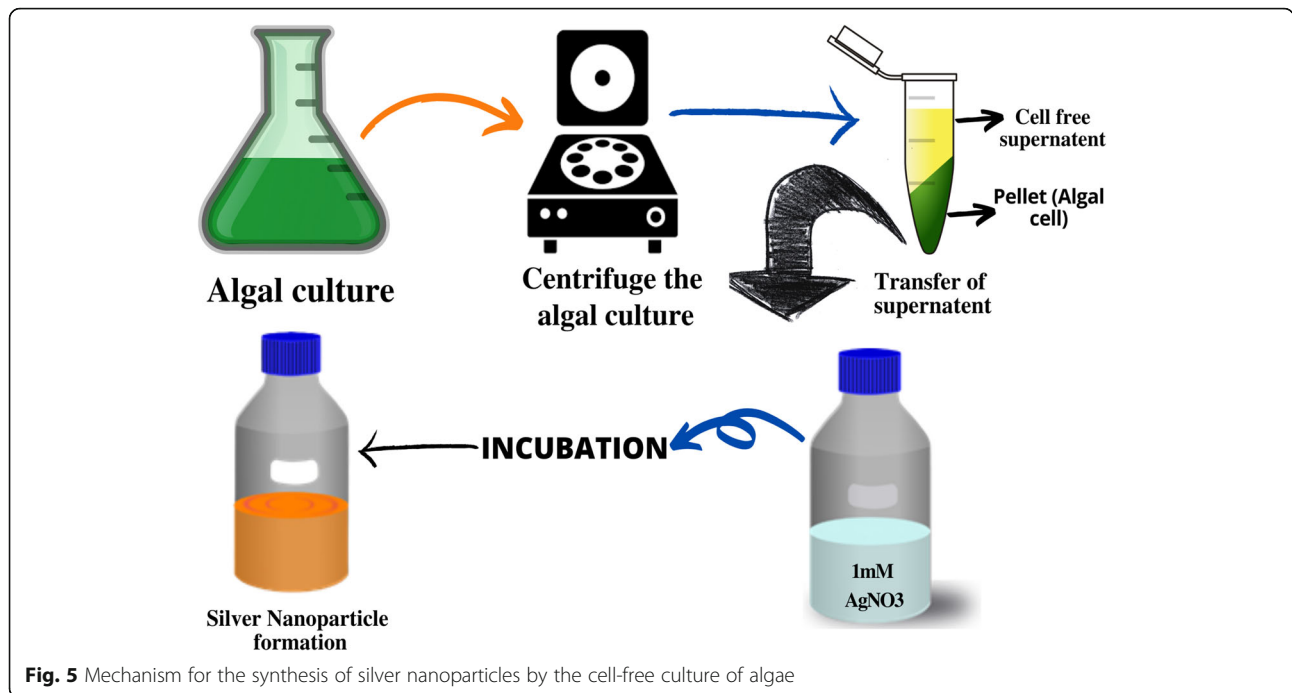 Algal culture
Centrifuge the
algal culture
Cell free
supernatent
Pellet (Algal
cell)
Transfer of
supernatent
INCUBATION
1mM
AgNO3
Silver Nanoparticle
formation
Fig. 5 Mechanism for the synthesis of silver nanoparticles by the cell-free culture of algae